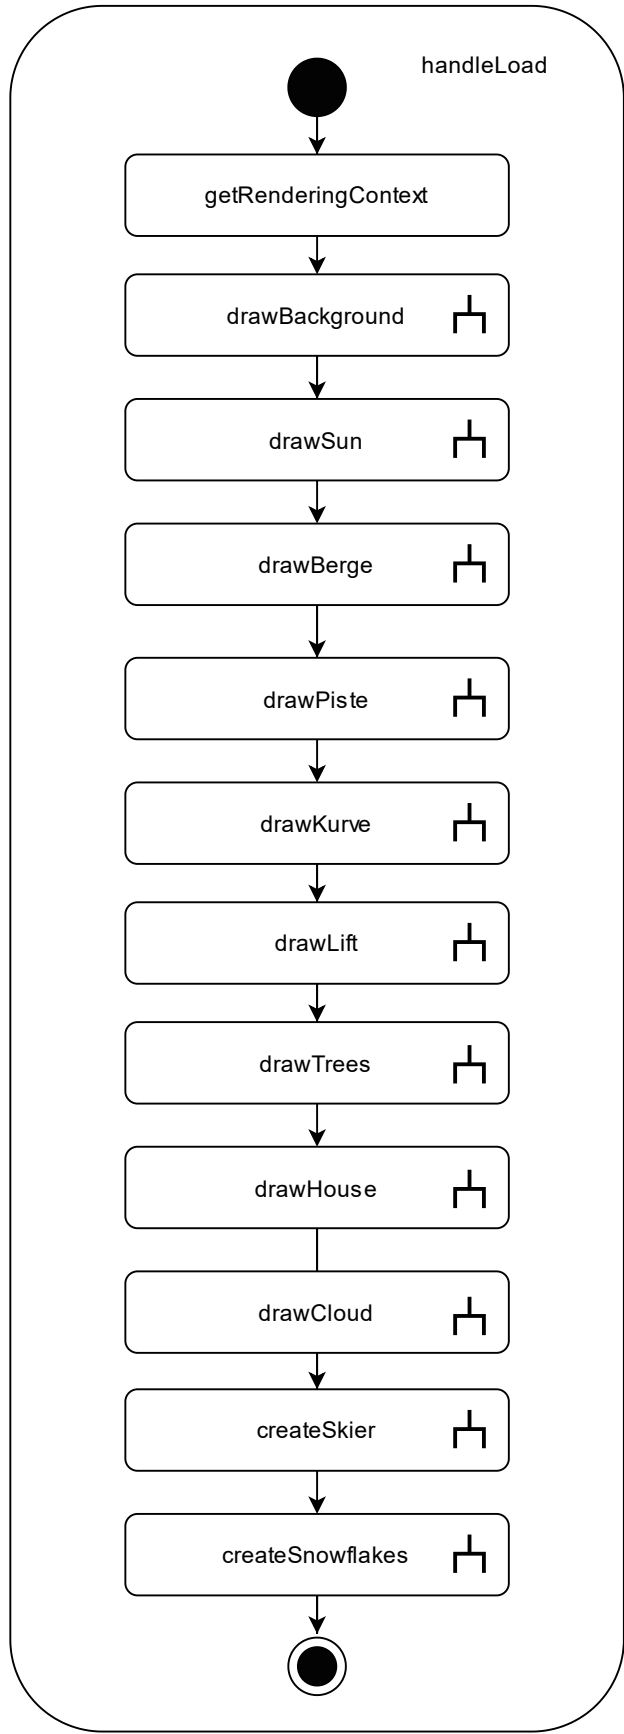 handleLoad
getRenderingContext
drawBackground
drawSun
drawBerge
drawPiste
drawKurve
drawLift
drawTrees
drawHouse
drawCloud
createSkier
createSnowflakes